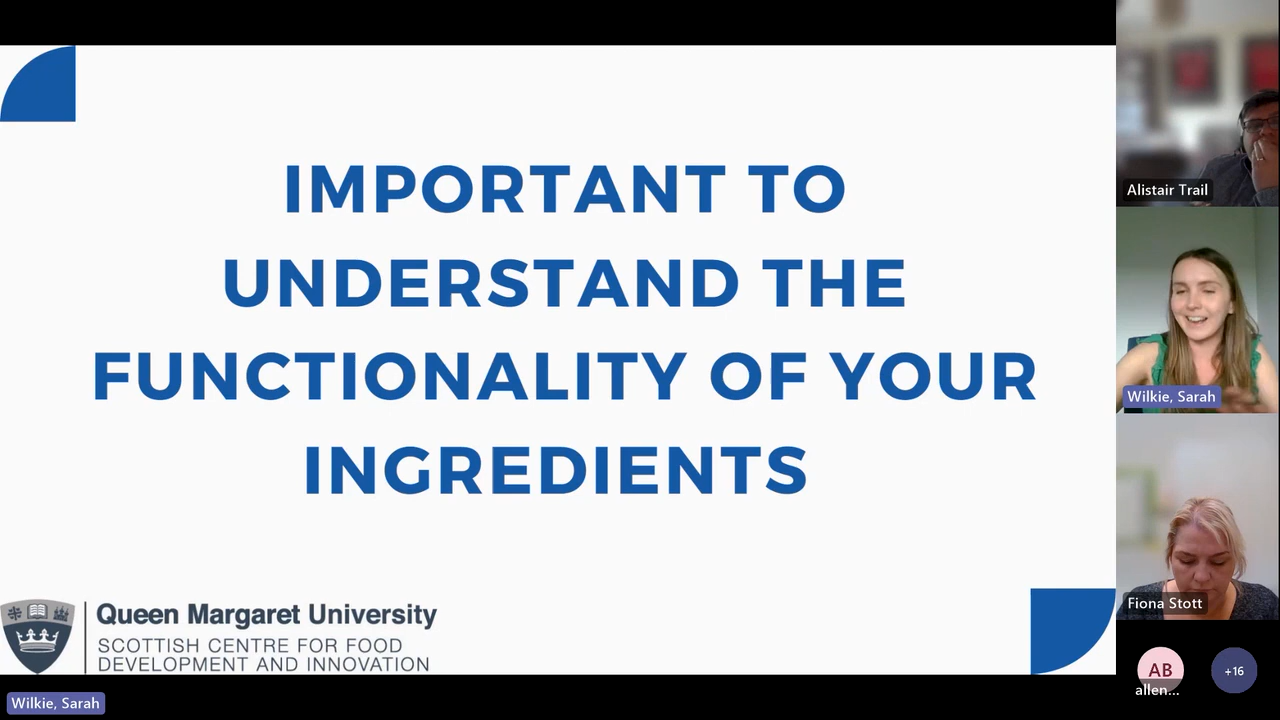 IMPORTANT TO
UNDERSTAND THE
FUNCTIONALITY OF YOUR
INGREDIENTS
Queen Margaret University
SCOTTISH CENTRE FOR FOOD
DEVELOPMENT AND INNOVATION
Wilkie, Sarah
Alistair Trail
Wilkie, Sarah
Fiona Stott
AB
allen...
+16